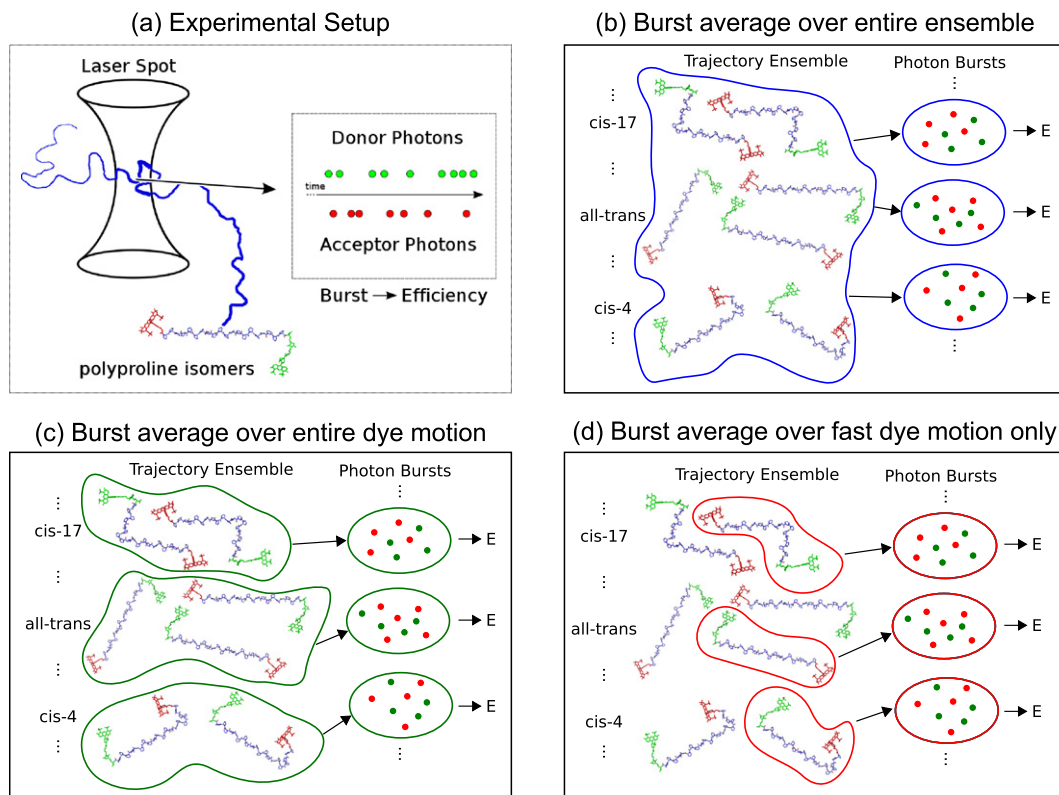 (a) Experimental Setup
Laser Spot
Donor Photons
time
Acceptor Photons
Burst → Efficiency
polyproline isomers
(b) Burst average over entire ensemble
Trajectory Ensemble
Photon Bursts
...
...
cis-17
E
...
all-trans
E
...
cis-4
E
...
...
(c) Burst average over entire dye motion
Trajectory Ensemble
Photon Bursts
...
...
cis-17
E
...
all-trans
E
...
cis-4
E
...
...
(d) Burst average over fast dye motion only
Trajectory Ensemble
Photon Bursts
...
...
cis-17
E
...
all-trans
E
...
cis-4
E
...
...